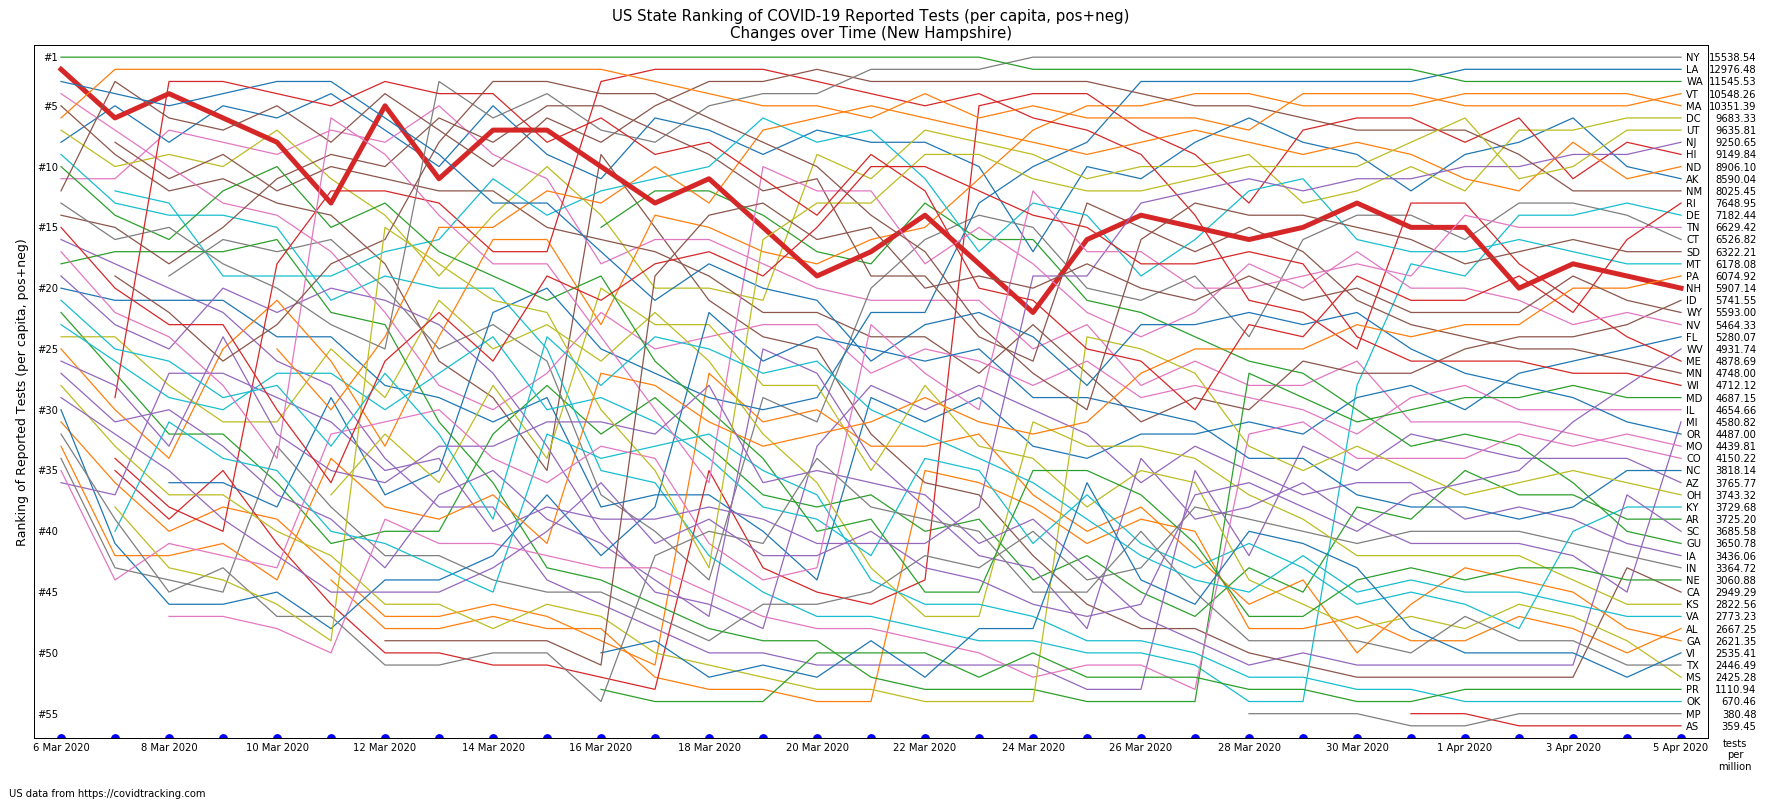 US State Ranking of COVID-19 Reported Tests (per capita, pos+neg)
Changes over Time (New Hampshire)
Ranking of Reported Tests (per capita, pos+neg)
#1
#5
#10
#15
#20
#25
#30
#35
#40
#45
#50
#55
NY 15538.54
LA 12976.48
WA 11545.53
VT 10548.26
MA 10351.39
DC 9683.33
UT 9635.81
NJ 9250.65
HI 9149.84
ND 8906.10
AK 8590.04
NM 8025.45
RI 7648.95
DE 7182.44
TN 6629.42
CT 6526.82
SD 6322.21
MT 6178.08
PA 6074.92
NH 5907.14
ID 5741.55
WY 5593.00
NV 5464.33
FL 5280.07
WV 4931.74
ME 4878.69
MN 4748.00
WI 4712.12
MD 4687.15
IL 4654.66
MI 4580.82
OR 4487.00
MO 4439.81
CO 4150.22
NC 3818.14
AZ 3765.77
OH 3743.32
KY 3729.68
AR 3725.20
SC 3685.58
GU 3650.78
IA 3436.06
IN 3364.72
NE 3060.88
CA 2949.29
KS 2822.56
VA 2773.23
AL 2667.25
GA 2621.35
VI 2535.41
TX 2446.49
MS 2425.28
PR 1110.94
OK 670.46
MP 380.48
AS 359.45
6 Mar 2020 8 Mar 2020 10 Mar 2020 12 Mar 2020 14 Mar 2020 16 Mar 2020 18 Mar 2020 20 Mar 2020 22 Mar 2020 24 Mar 2020 26 Mar 2020 28 Mar 2020 30 Mar 2020 1 Apr 2020 3 Apr 2020 5 Apr 2020
tests
per
million
US data from https://covidtracking.com